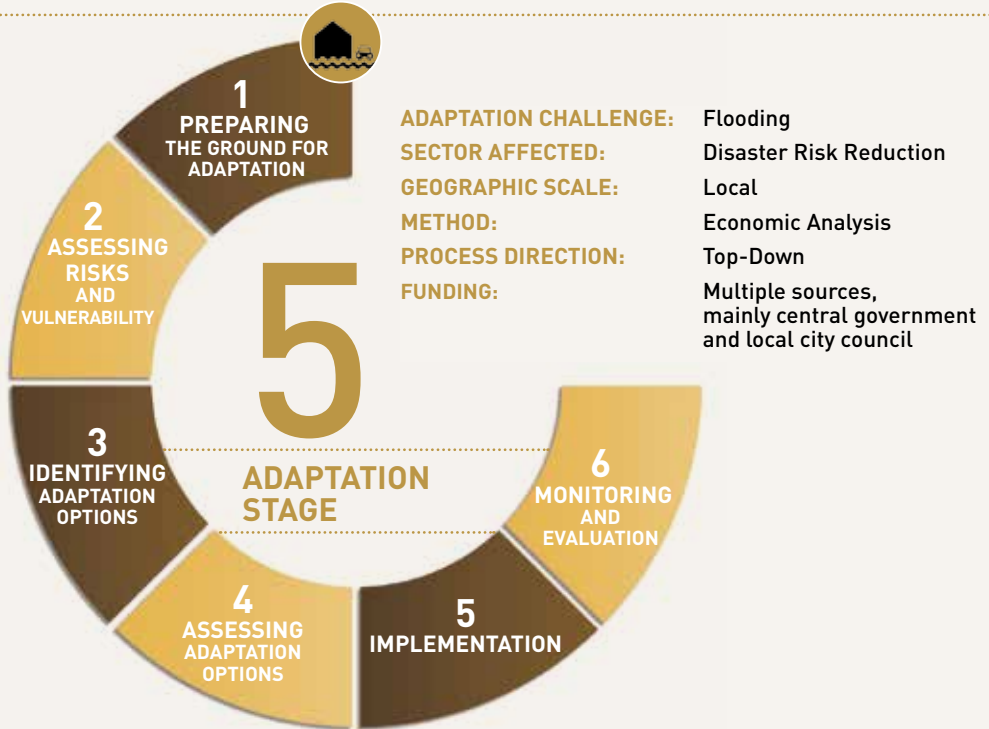 1
PREPARING
THE GROUND FOR
ADAPTATION
2
ASSESSING
RISKS
AND
VULNERABILITY
3
IDENTIFYING
ADAPTATION
OPTIONS
4
ASSESSING
ADAPTATION
OPTIONS
5
IMPLEMENTATION
6
MONITORING
AND
EVALUATION
5
ADAPTATION
STAGE
ADAPTATION CHALLENGE: Flooding
SECTOR AFFECTED: Disaster Risk Reduction
GEOGRAPHIC SCALE: Local
METHOD: Economic Analysis
PROCESS DIRECTION: Top-Down
FUNDING: Multiple sources,
mainly central government
and local city council